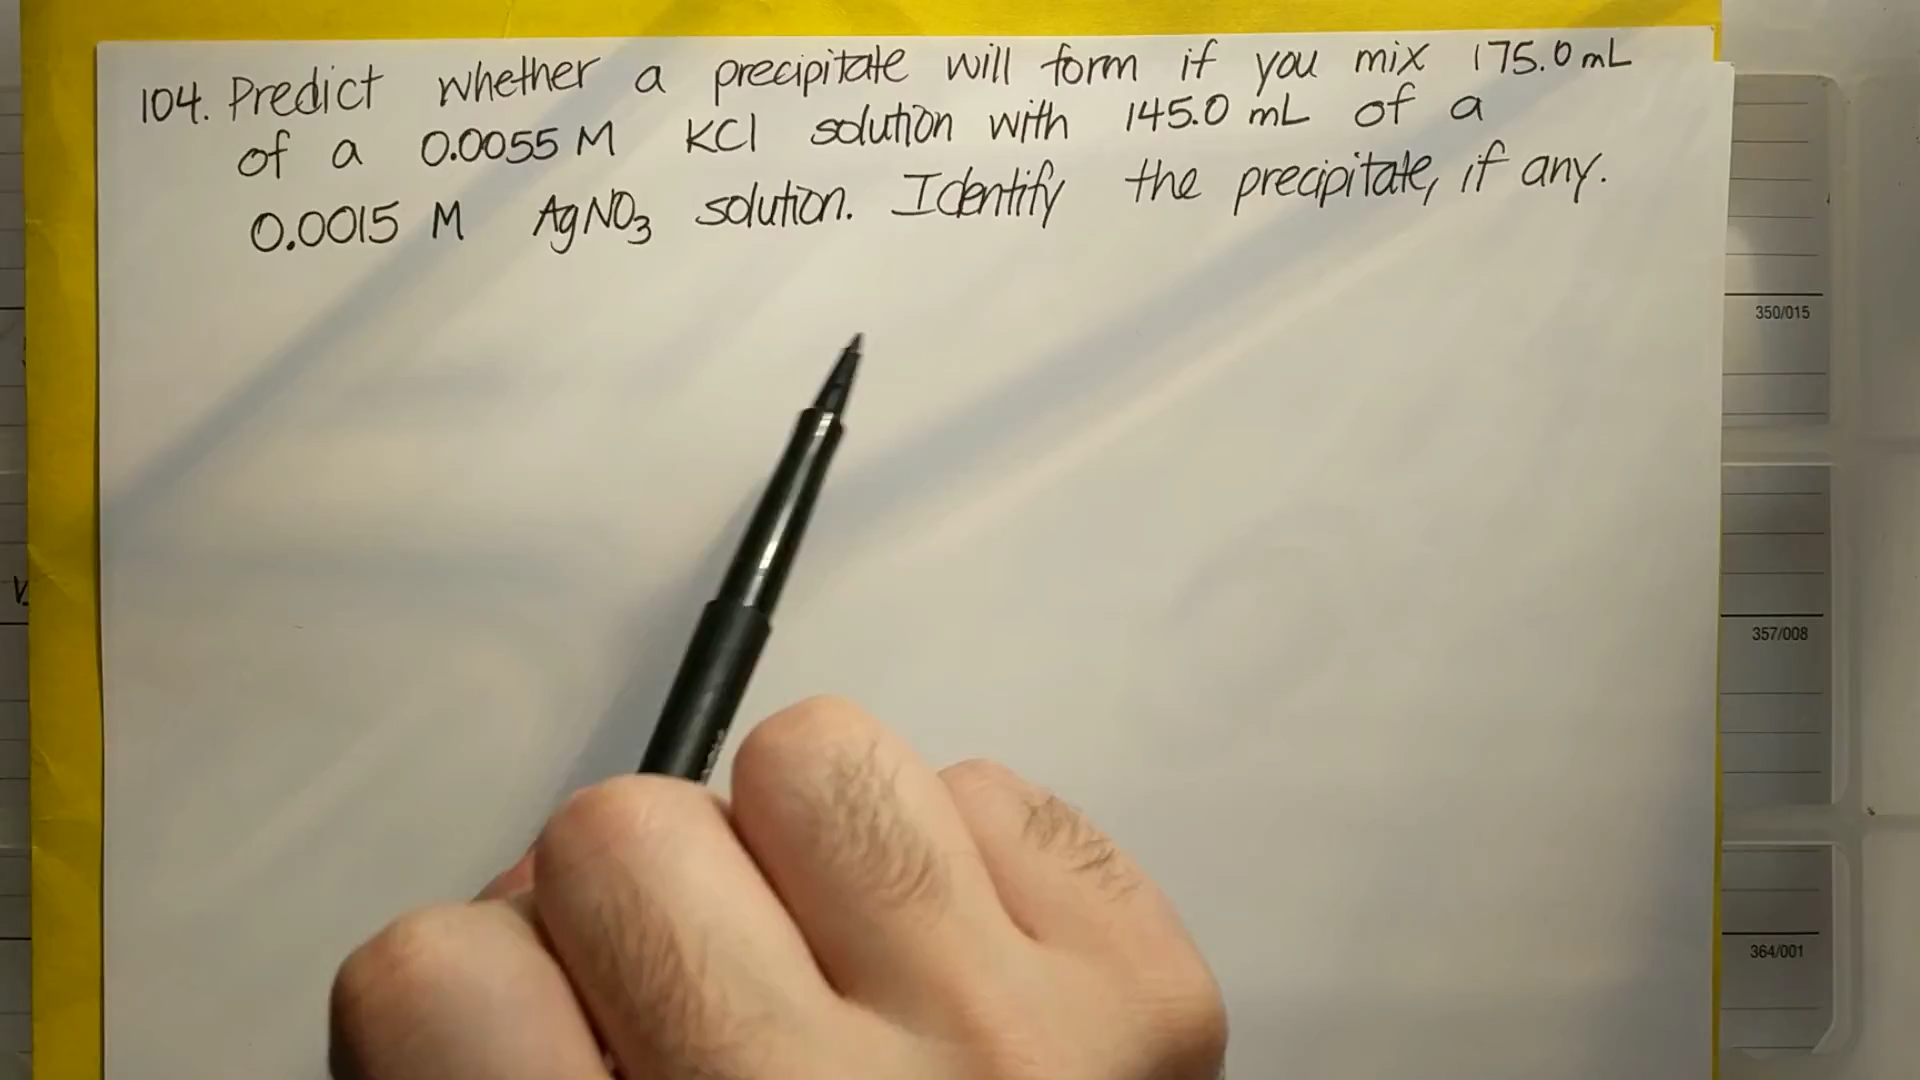 104. Predict whether a precipitate will form if you mix 175.0 mL
of a 0.0055 M KCl solution with 145.0 mL of a
0.0015 M AgNO3 solution. Identify the precipitate, if any.
350/015
357/008
364/001